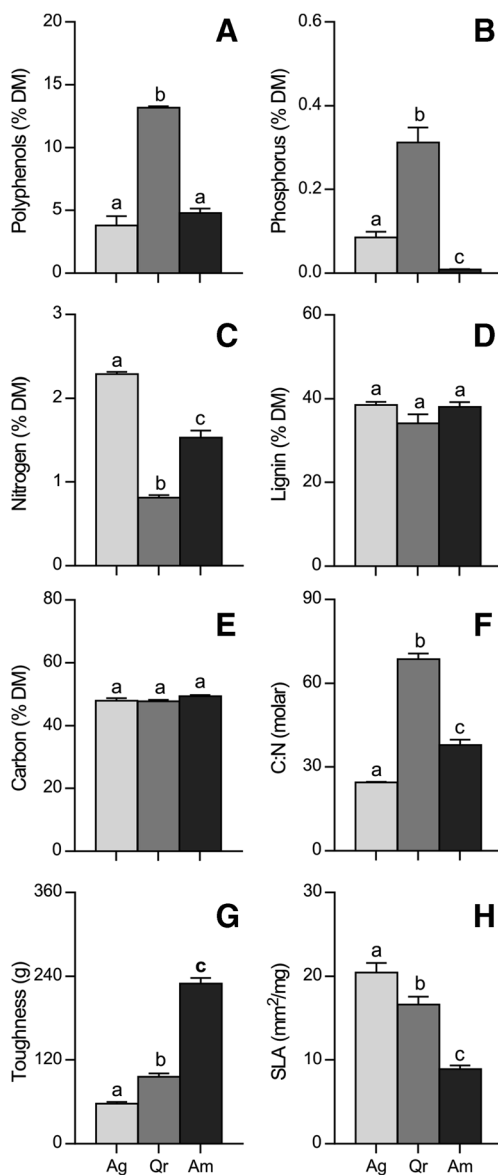 A
Polyphenols (% DM)
20
15
10
5
0
a
b
a
B
Phosphorus (% DM)
0.6
0.4
0.2
0.0
a
b
c
C
Nitrogen (% DM)
3
2
1
0
a
b
c
D
Lignin (% DM)
60
40
20
0
a
a
a
E
Carbon (% DM)
80
60
40
20
0
a
a
a
F
C:N (molar)
90
60
30
0
a
b
c
G
Toughness (g)
360
240
120
0
a
b
c
Ag Qr Am
H
SLA (mm²/mg)
30
20
10
0
a
b
c
Ag Qr Am